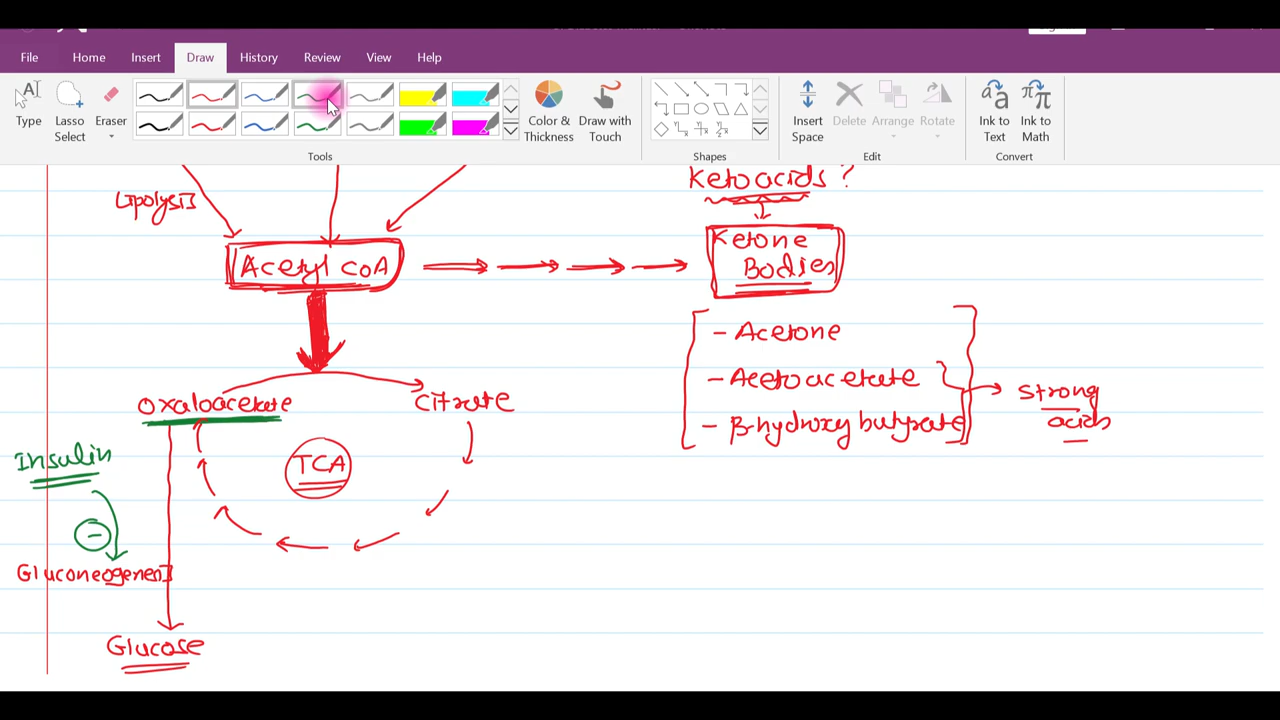 File Home Insert Draw History Review View Help
Type
Lasso Select
Eraser
Color & Thickness
Draw with Touch
Insert Space
Delete
Arrange
Rotate
Ink to Text
Ink to Math
Tools
Shapes
Edit
Convert
Ketoacids ?
Lipolysis
Ketone
Bodies
Acetyl CoA
- Acetone
- Acetoacetate
- β-hydroxy butyrate
strong
acids
Oxaloacetate
Citrate
TCA
Insulin
-
Gluconeogenesis
Glucose